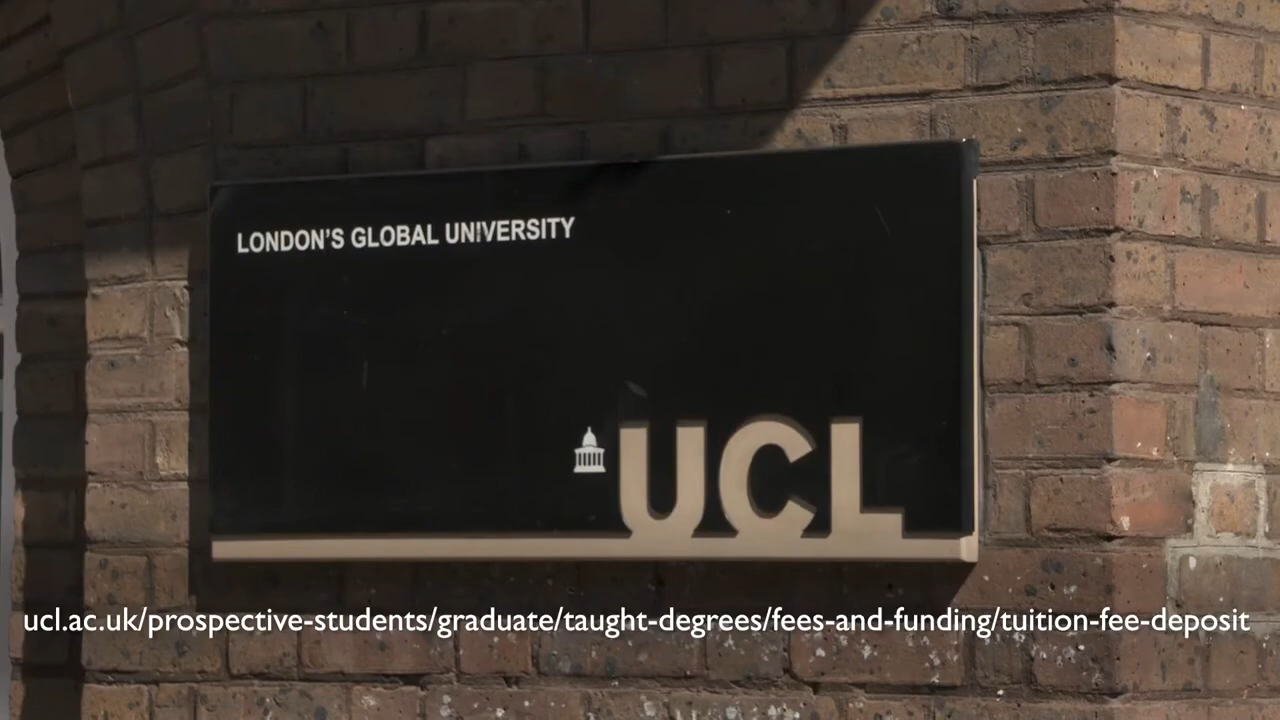 LONDON'S GLOBAL UNIVERSITY
UCL
ucl.ac.uk/prospective-students/graduate/taught-degrees/fees-and-funding/tuition-fee-deposit